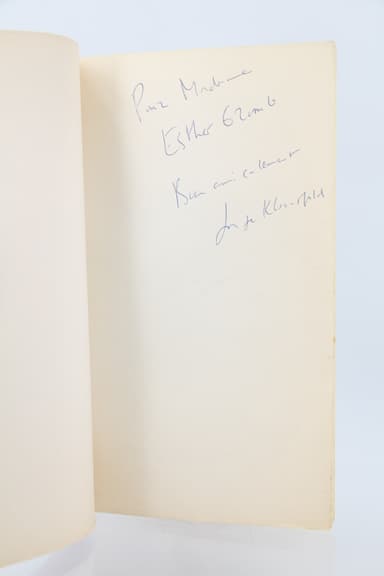 Pour Madame
Esther
Bien amicalement
Serge Klarsfeld